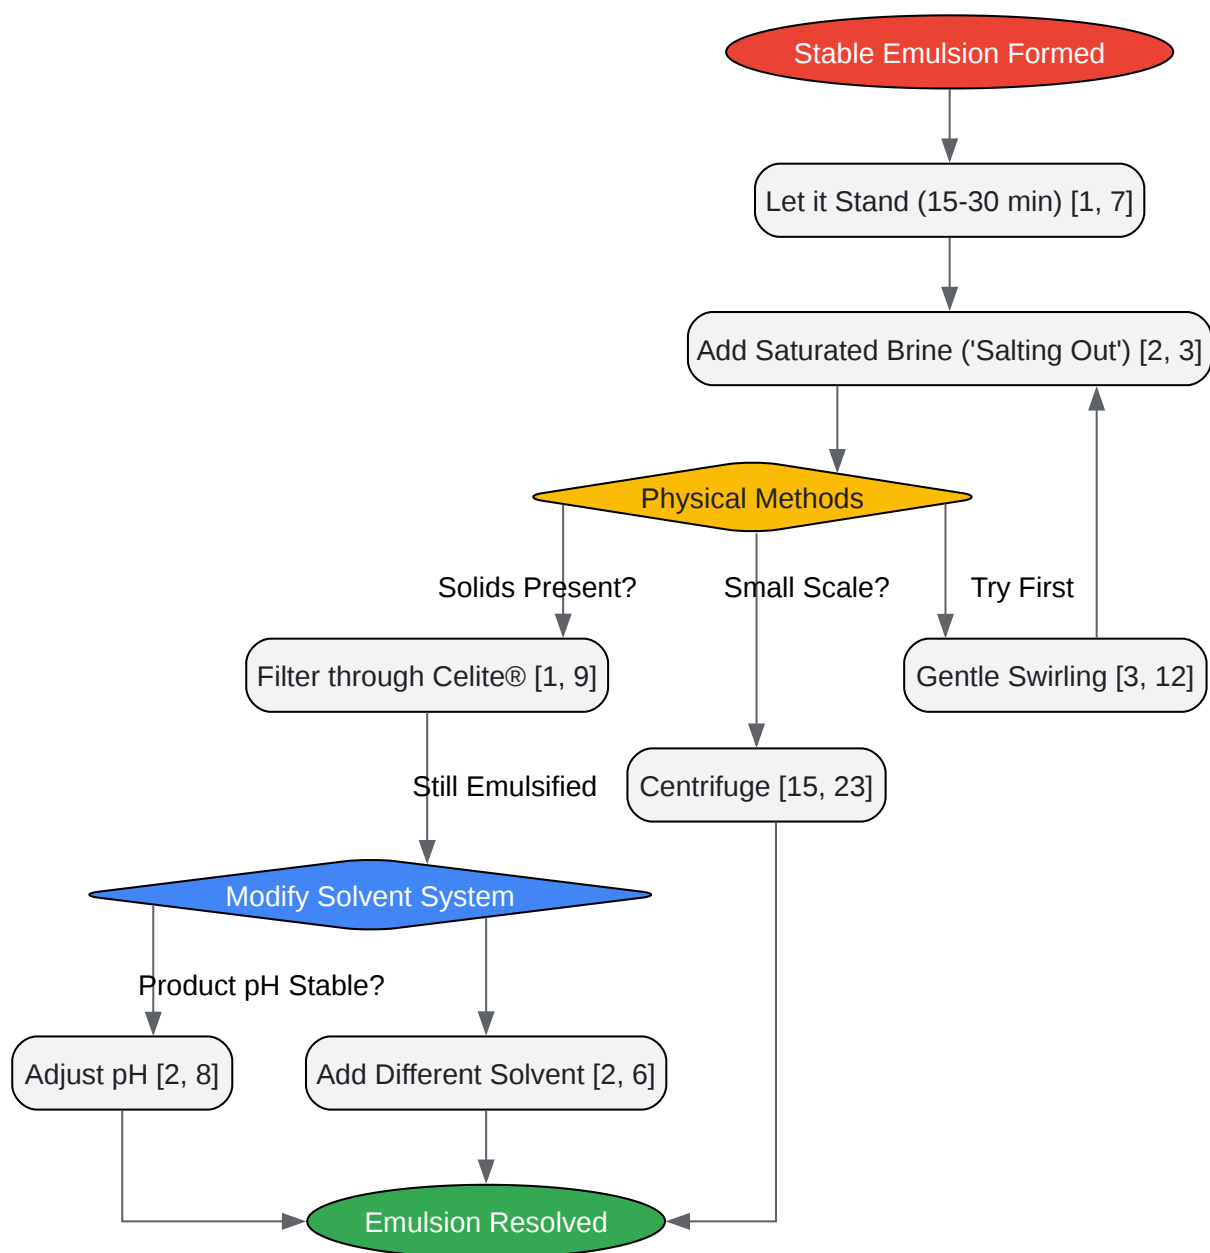 Stable Emulsion Formed
Let it Stand (15-30 min) [1, 7]
Add Saturated Brine ('Salting Out') [2, 3]
Physical Methods
Solids Present?
Small Scale?
Try First
Filter through Celite® [1, 9]
Gentle Swirling [3, 12]
Still Emulsified
Centrifuge [15, 23]
Modify Solvent System
Product pH Stable?
Adjust pH [2, 8]
Add Different Solvent [2, 6]
Emulsion Resolved